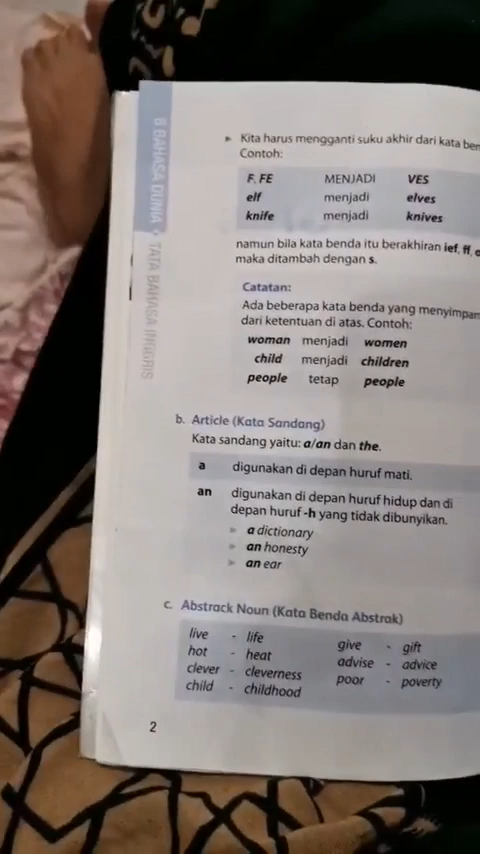 8 BAHASA DUNIA • TATA BAHASA INGGRIS
► Kita harus mengganti suku akhir dari kata
Contoh:
F, FE MENJADI VES
elf menjadi elves
knife menjadi knives
namun bila kata benda itu berakhiran ief, ff,
maka ditambah dengan s.
Catatan:
Ada beberapa kata benda yang menyimpan
dari ketentuan di atas. Contoh:
woman menjadi women
child menjadi children
people tetap people
b. Article (Kata Sandang)
Kata sandang yaitu: a/an dan the.
a digunakan di depan huruf mati.
an digunakan di depan huruf hidup dan di
depan huruf -h yang tidak dibunyikan.
► a dictionary
► an honesty
► an ear
c. Abstrack Noun (Kata Benda Abstrak)
live - life give - gift
hot - heat advise - advice
clever - cleverness poor - poverty
child - childhood
2